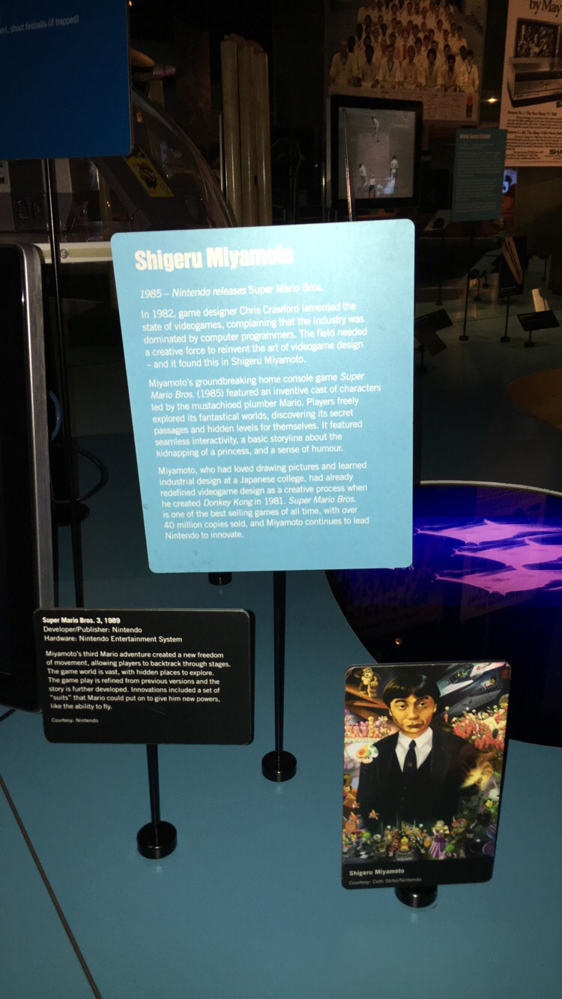 shoot fireballs (if trapped)
by May
SHA
Shigeru Miyamoto
1985 – Nintendo releases Super Mario Bros.
In 1982, game designer Chris Crawford lamented the
state of videogames, complaining that the industry was
dominated by computer programmers. The field needed
a creative force to reinvent the art of videogame design
– and it found this in Shigeru Miyamoto.
Miyamoto's groundbreaking home console game Super
Mario Bros. (1985) featured an inventive cast of characters
led by the mustachioed plumber Mario. Players freely
explored its fantastical worlds, discovering its secret
passages and hidden levels for themselves. It featured
seamless interactivity, a basic storyline about the
kidnapping of a princess, and a sense of humour.
Miyamoto, who had loved drawing pictures and learned
industrial design at a Japanese college, had already
redefined videogame design as a creative process when
he created Donkey Kong in 1981. Super Mario Bros.
is one of the best selling games of all time, with over
40 million copies sold, and Miyamoto continues to lead
Nintendo to innovate.
Super Mario Bros. 3, 1989
Developer/Publisher: Nintendo
Hardware: Nintendo Entertainment System
Miyamoto's third Mario adventure created a new freedom
of movement, allowing players to backtrack through stages.
The game world is vast, with hidden places to explore.
The game play is refined from previous versions and the
story is further developed. Innovations included a set of
"suits" that Mario could put on to give him new powers,
like the ability to fly.
Courtesy: Nintendo
Shigeru Miyamoto
Courtesy: Nintendo